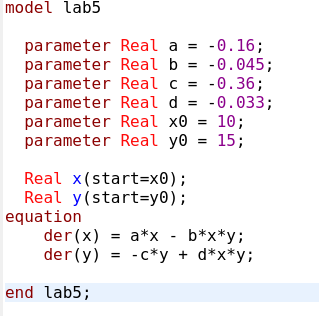 model lab5
parameter Real a = -0.16;
parameter Real b = -0.045;
parameter Real c = -0.36;
parameter Real d = -0.033;
parameter Real x0 = 10;
parameter Real y0 = 15;
Real x(start=x0);
Real y(start=y0);
equation
der(x) = a*x - b*x*y;
der(y) = -c*y + d*x*y;
end lab5;